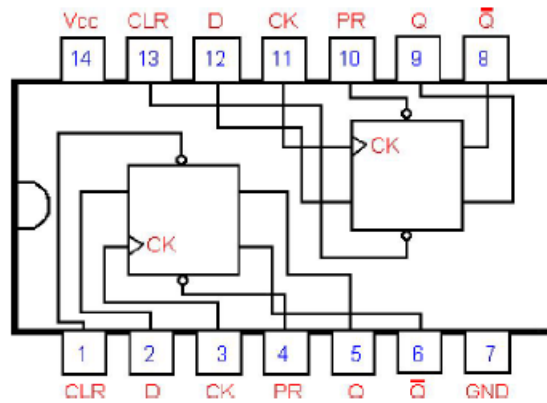 Vcc CLR D CK PR Q Q̅
14 13 12 11 10 9 8
CK
CK
1 2 3 4 5 6 7
CLR D CK PR Q Q̅ GND